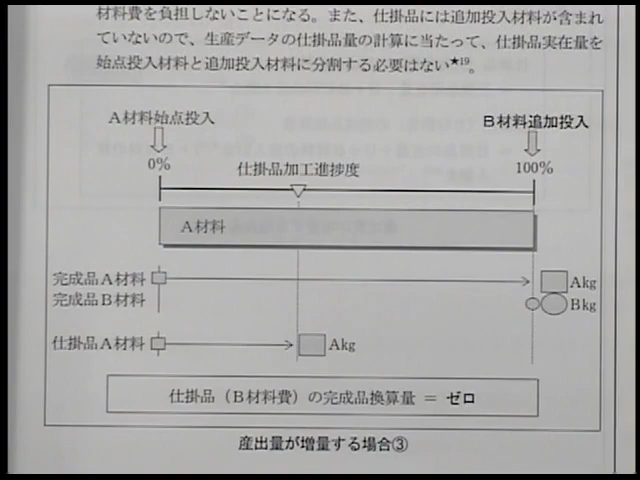 材料費を負担しないことになる。また、仕掛品には追加投入材料が含まれ
ていないので、生産データの仕掛品量の計算に当たって、仕掛品実在量を
始点投入材料と追加投入材料に分割する必要はない★19。
A材料始点投入
B材料追加投入
0%
仕掛品加工進捗度
100%
A材料
完成品A材料
Akg
完成品B材料
Bkg
仕掛品A材料
Akg
仕掛品（B材料費）の完成品換算量 ＝ ゼロ
産出量が増量する場合③